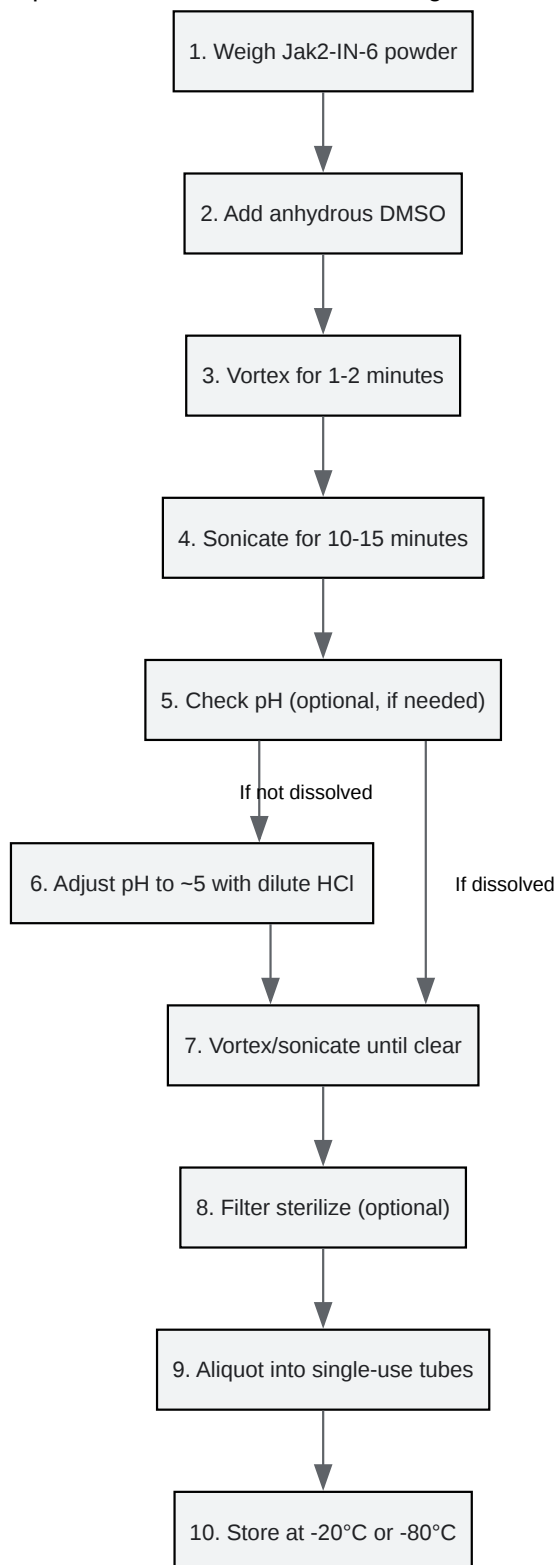 1. Weigh Jak2-IN-6 powder
2. Add anhydrous DMSO
3. Vortex for 1-2 minutes
4. Sonicate for 10-15 minutes
5. Check pH (optional, if needed)
If not dissolved
6. Adjust pH to ~5 with dilute HCl
If dissolved
7. Vortex/sonicate until clear
8. Filter sterilize (optional)
9. Aliquot into single-use tubes
10. Store at -20°C or -80°C